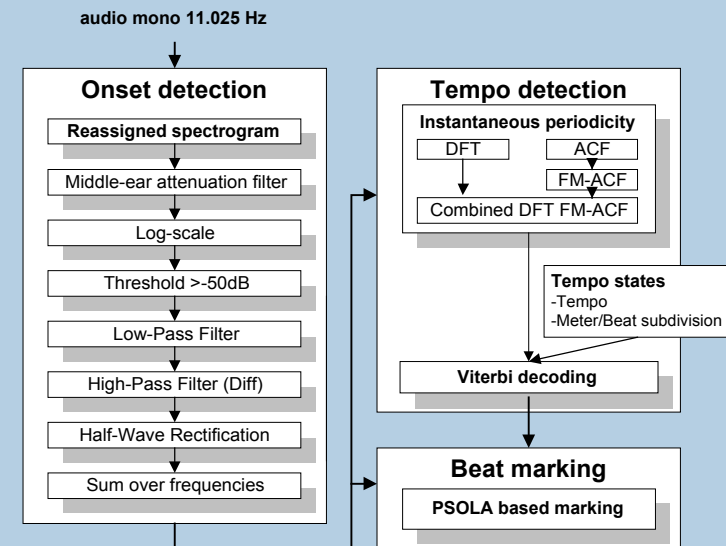 audio mono 11.025 Hz
Onset detection
Reassigned spectrogram
Middle-ear attenuation filter
Log-scale
Threshold >-50dB
Low-Pass Filter
High-Pass Filter (Diff)
Half-Wave Rectification
Sum over frequencies
Tempo detection
Instantaneous periodicity
DFT
ACF
FM-ACF
Combined DFT FM-ACF
Tempo states
-Tempo
-Meter/Beat subdivision
Viterbi decoding
Beat marking
PSOLA based marking